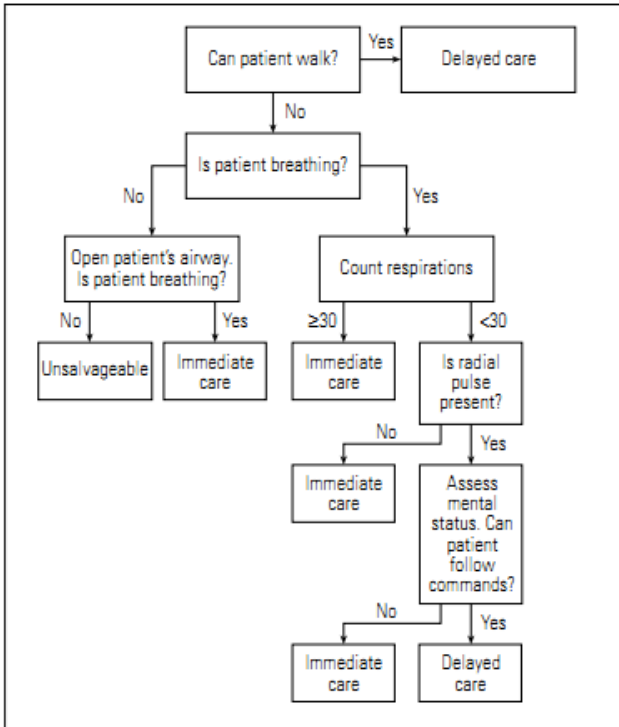 Can patient walk?
Yes
Delayed care
No
Is patient breathing?
No
Yes
Open patient's airway.
Is patient breathing?
Count respirations
No
Yes
≥30
<30
Unsalvageable
Immediate
care
Immediate
care
Is radial
pulse
present?
No
Yes
Immediate
care
Assess
mental
status. Can
patient
follow
commands?
No
Yes
Immediate
care
Delayed
care